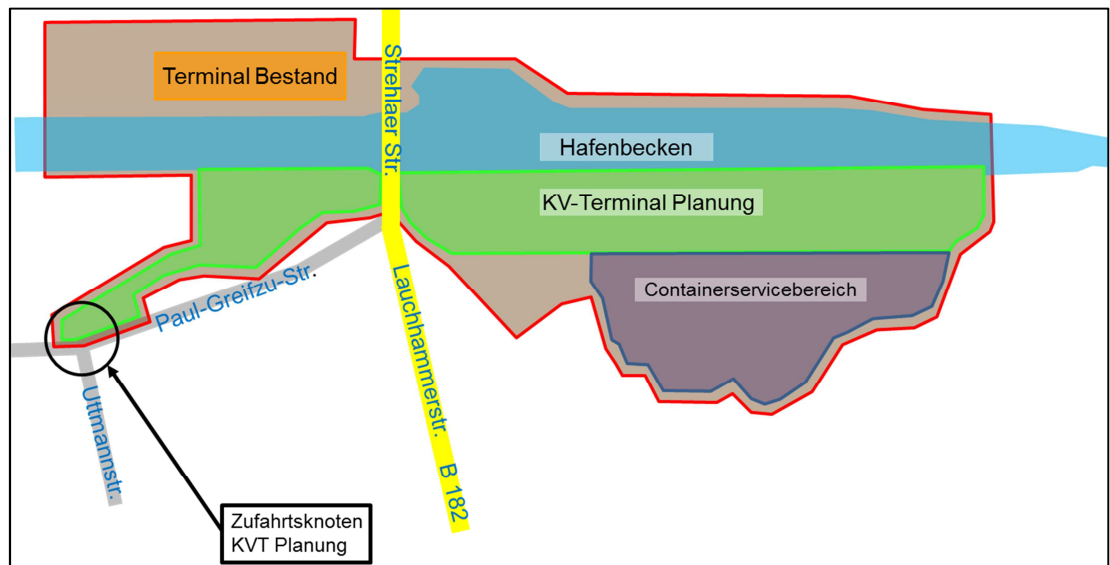 Terminal Bestand
Strehlaer Str.
Hafenbecken
KV-Terminal Planung
Containerservicebereich
Paul-Greifzu-Str.
Lauchhammerstr. B 182
Uttmannstr.
Zufahrtsknoten
KVT Planung